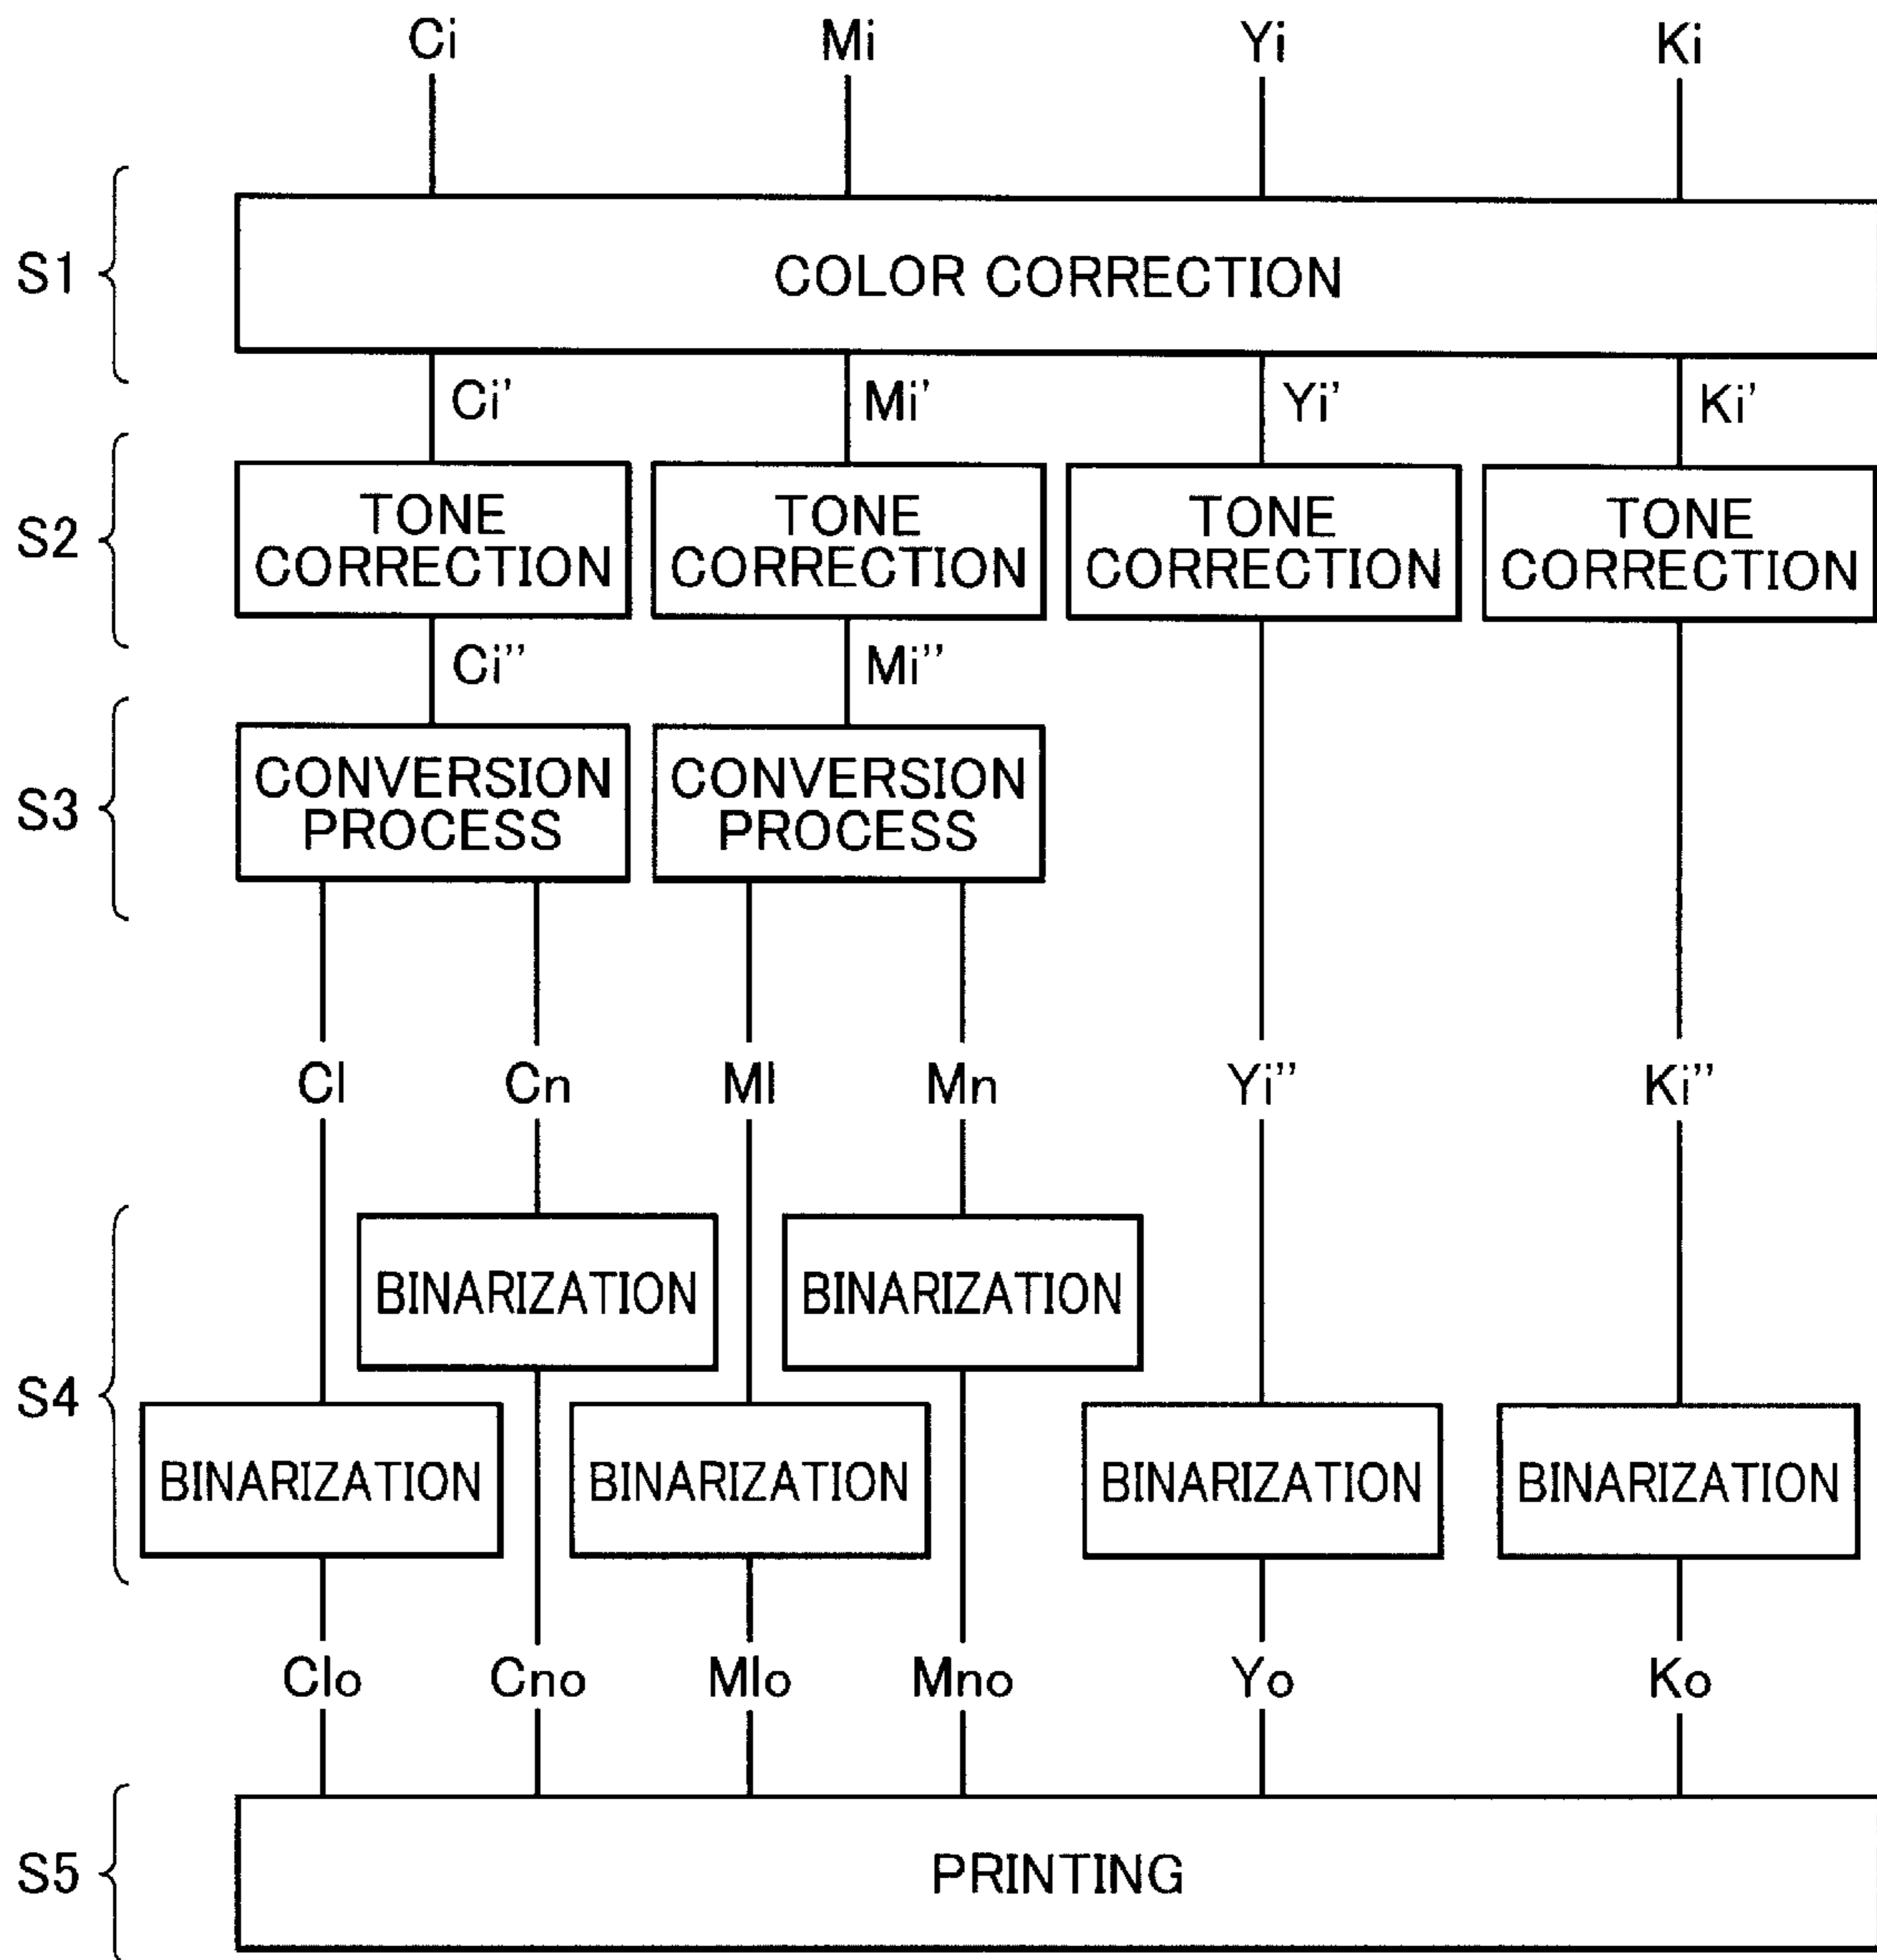 Ci Mi Yi Ki
S1
COLOR CORRECTION
Ci' Mi' Yi' Ki'
S2
TONE CORRECTION
TONE CORRECTION
TONE CORRECTION
TONE CORRECTION
Ci" Mi"
S3
CONVERSION PROCESS
CONVERSION PROCESS
Cl Cn Ml Mn Yi" Ki"
S4
BINARIZATION BINARIZATION
BINARIZATION BINARIZATION BINARIZATION BINARIZATION
Clo Cno Mlo Mno Yo Ko
S5
PRINTING